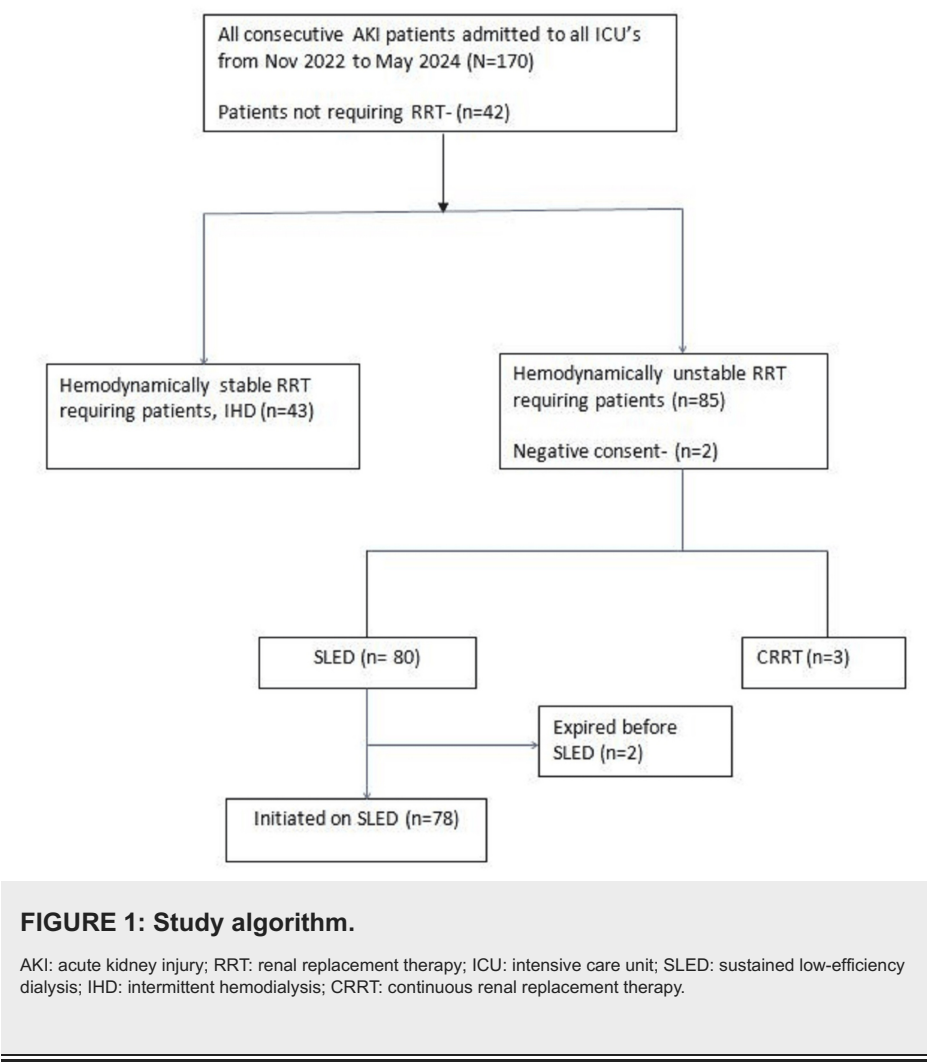 All consecutive AKI patients admitted to all ICU's
from Nov 2022 to May 2024 (N=170)
Patients not requiring RRT- (n=42)
Hemodynamically stable RRT
requiring patients, IHD (n=43)
Hemodynamically unstable RRT
requiring patients (n=85)
Negative consent- (n=2)
SLED (n= 80)
CRRT (n=3)
Expired before
SLED (n=2)
Initiated on SLED (n=78)
FIGURE 1: Study algorithm.
AKI: acute kidney injury; RRT: renal replacement therapy; ICU: intensive care unit; SLED: sustained low-efficiency
dialysis; IHD: intermittent hemodialysis; CRRT: continuous renal replacement therapy.